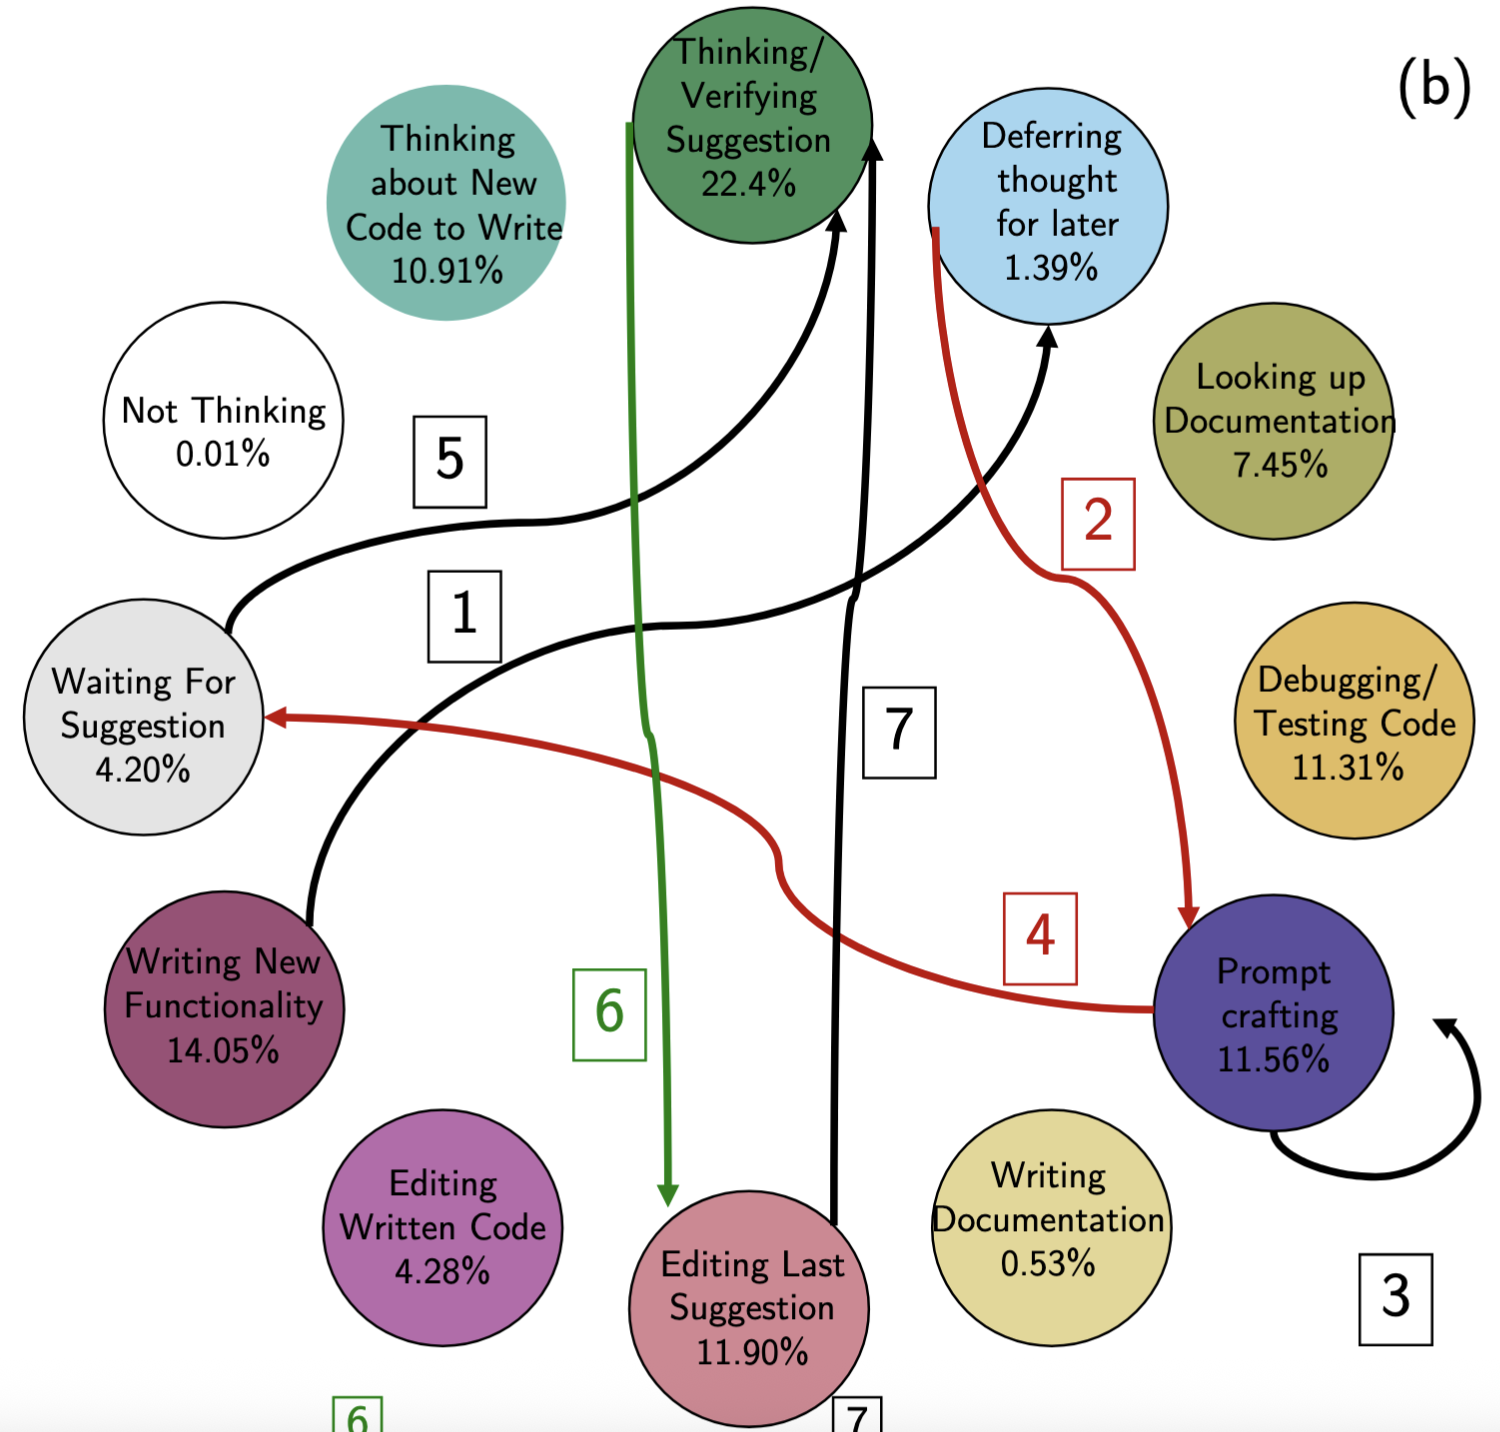 (b)
Thinking/
Verifying
Suggestion
22.4%
Thinking
about New
Code to Write
10.91%
Deferring
thought
for later
1.39%
Not Thinking
0.01%
Looking up
Documentation
7.45%
5
2
1
Waiting For
Suggestion
4.20%
7
Debugging/
Testing Code
11.31%
Writing New
Functionality
14.05%
4
6
Prompt
crafting
11.56%
Editing
Written Code
4.28%
Editing Last
Suggestion
11.90%
Writing
Documentation
0.53%
3
6
7